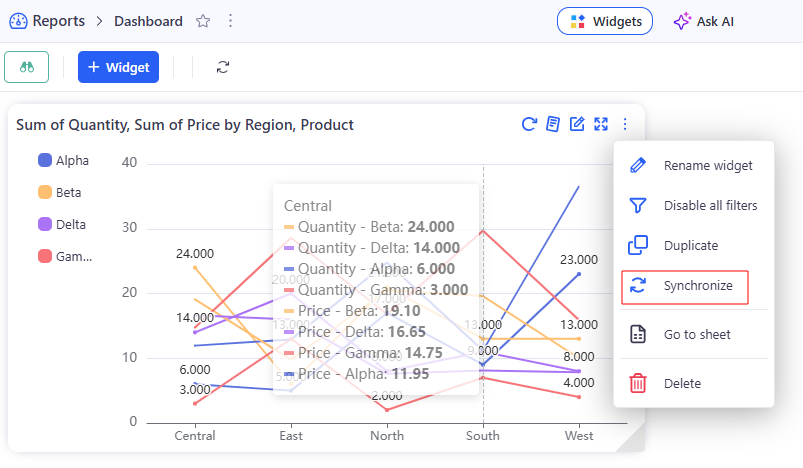 Reports > Dashboard
Widgets
Ask AI
+ Widget
Sum of Quantity, Sum of Price by Region, Product
Alpha
Beta
Delta
Gam...
40
30
20
10
0
24.000
14.000
6.000
3.000
20.000
13.000
5.000
17.000
2.000
13.000
23.000
13.000
8.000
4.000
Central
Quantity - Beta: 24.000
Quantity - Delta: 14.000
Quantity - Alpha: 6.000
Quantity - Gamma: 3.000
Price - Beta: 19.10
Price - Delta: 16.65
Price - Gamma: 14.75
Price - Alpha: 11.95
Central
East
North
South
West
Rename widget
Disable all filters
Duplicate
Synchronize
Go to sheet
Delete